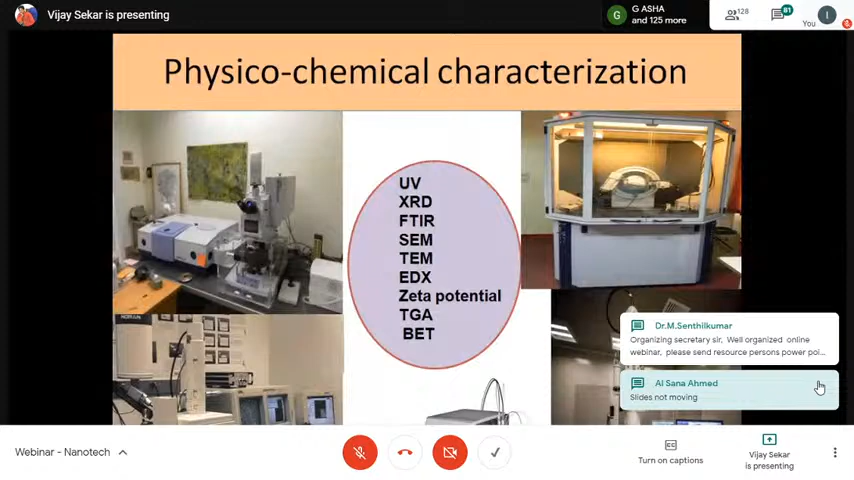 Vijay Sekar is presenting
G
G ASHA
and 125 more
128
81
You
I
Physico-chemical characterization
UV
XRD
FTIR
SEM
TEM
EDX
Zeta potential
TGA
BET
Dr.M.Senthilkumar
Organizing secretary sir, Well organized online
webinar, please send resource persons power poi...
Al Sana Ahmed
Slides not moving
Webinar - Nanotech
CC
Turn on captions
Vijay Sekar
is presenting